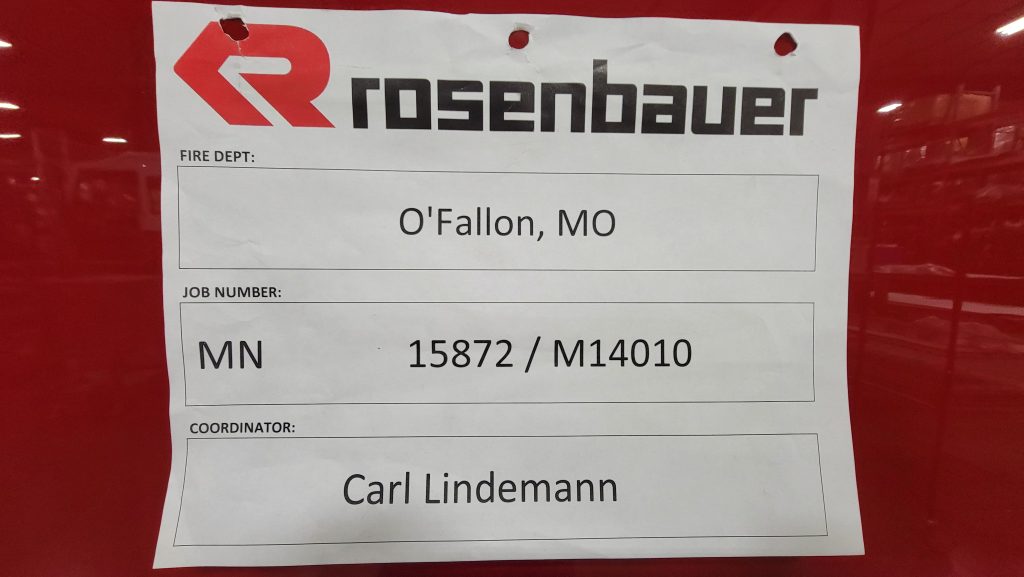 rosenbauer
FIRE DEPT:
O'Fallon, MO
JOB NUMBER:
MN 15872 / M14010
COORDINATOR:
Carl Lindemann